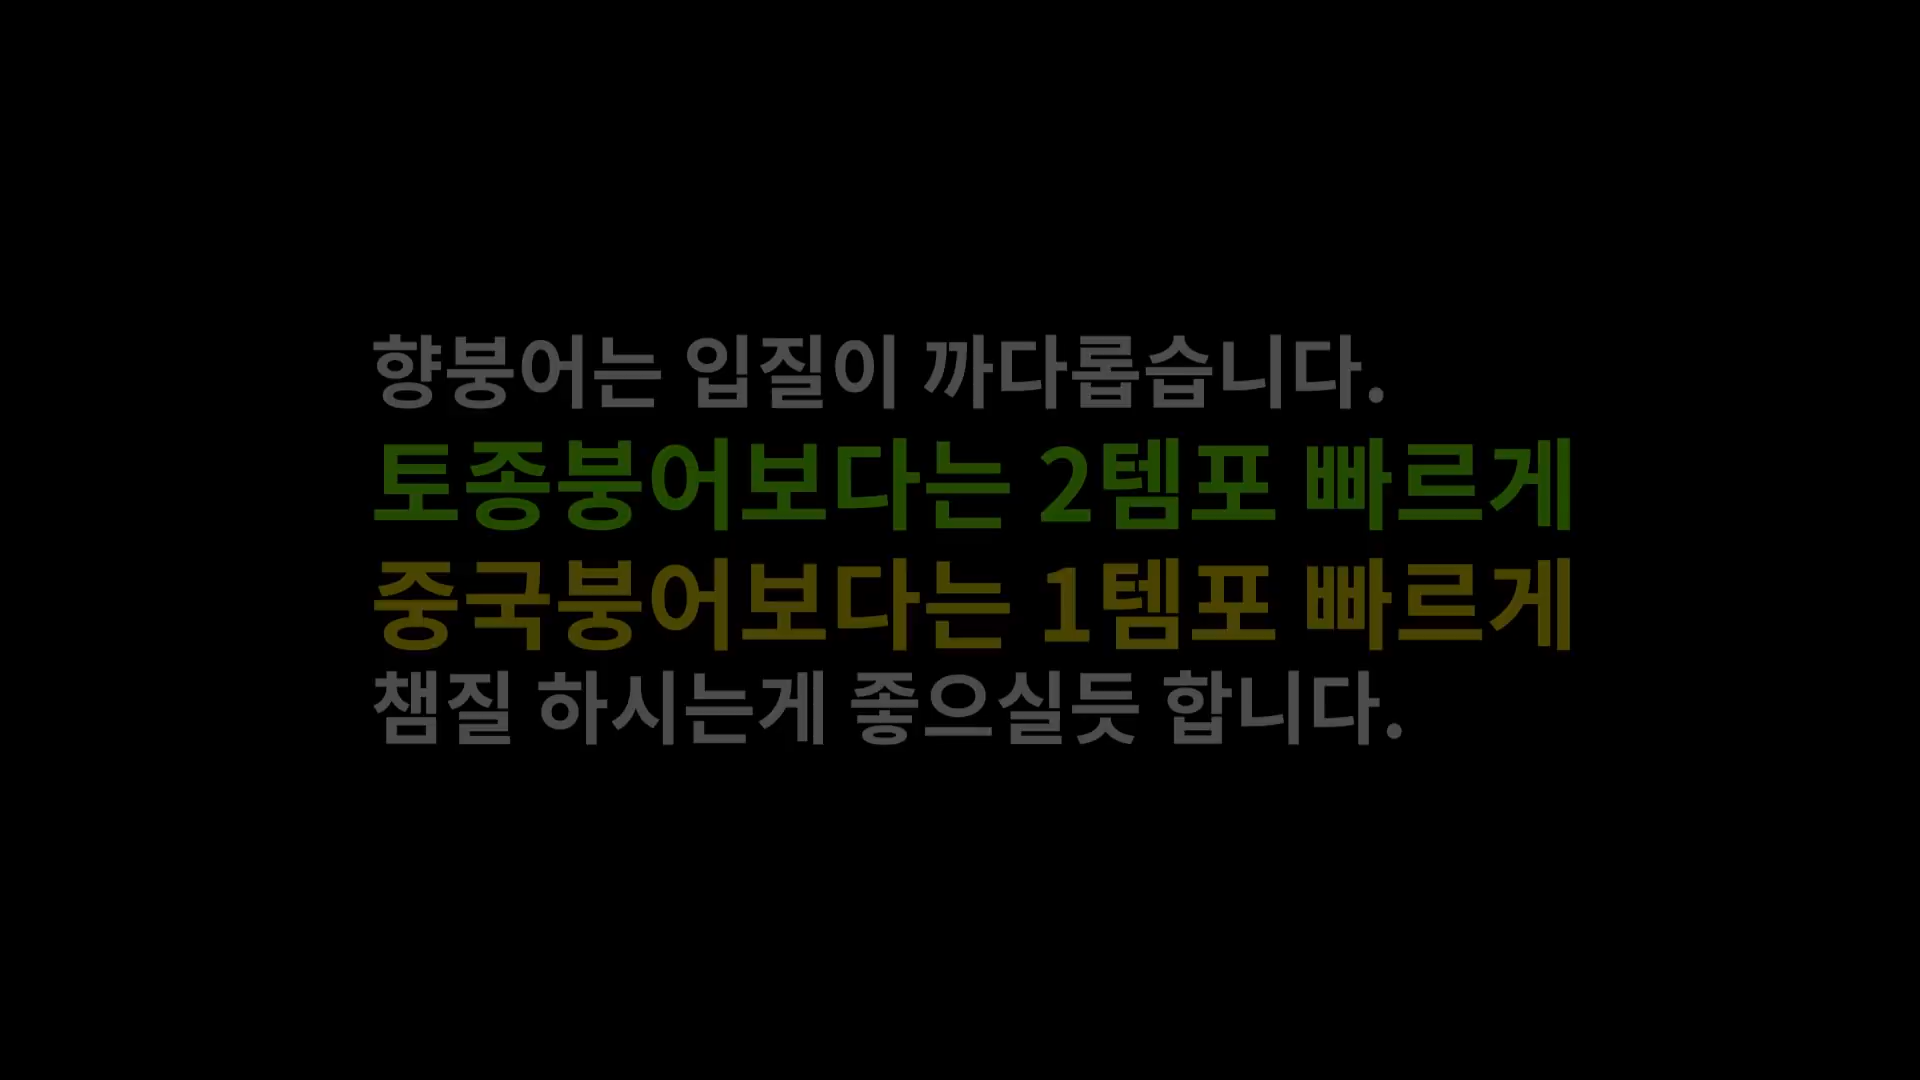 향붕어는 입질이 까다롭습니다.
토종붕어보다는 2템포 빠르게
중국붕어보다는 1템포 빠르게
챔질 하시는게 좋으실듯 합니다.